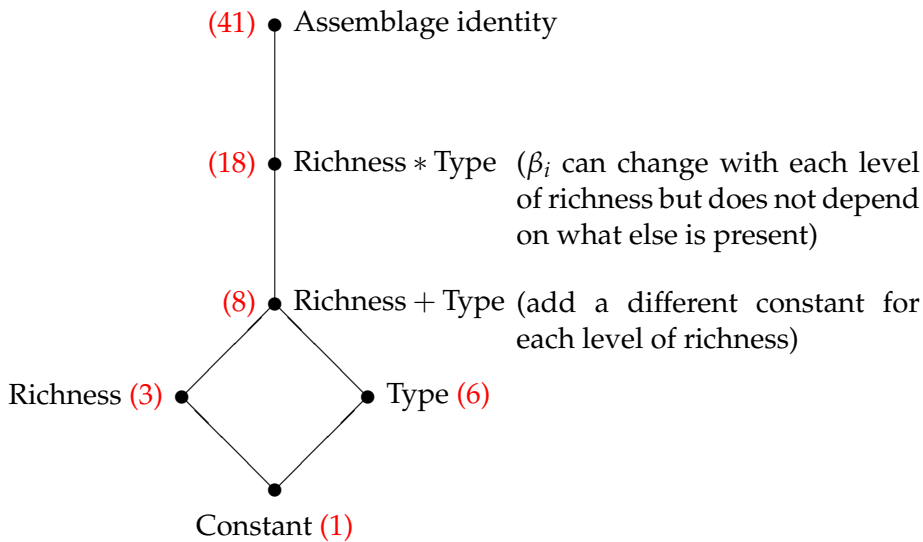 (41) Assemblage identity
(18) Richness ∗ Type (βᵢ can change with each level
of richness but does not depend
on what else is present)
(8) Richness + Type (add a different constant for
each level of richness)
Richness (3) Type (6)
Constant (1)